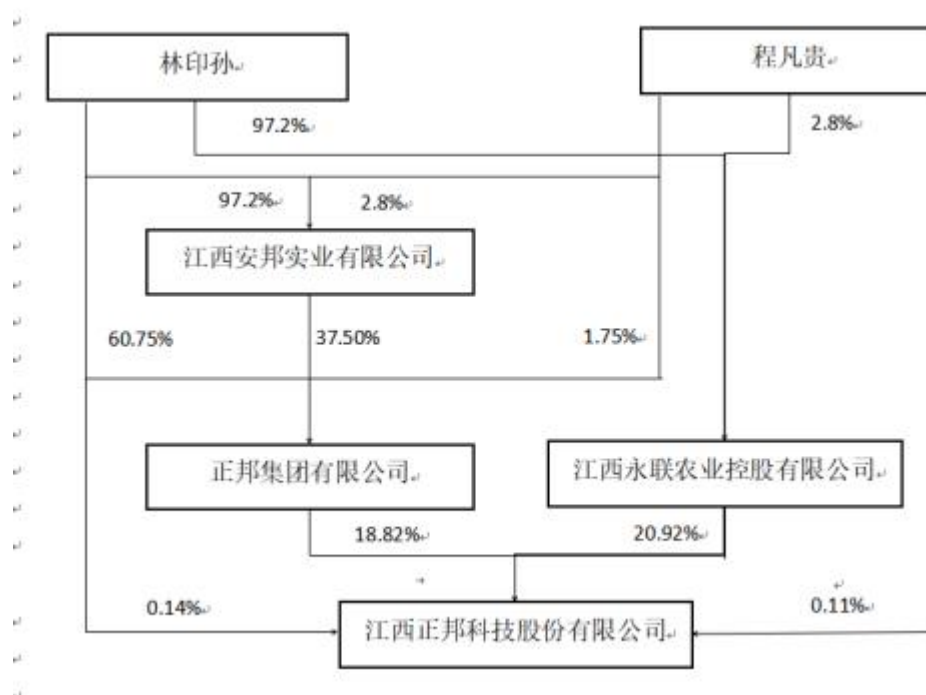 林印孙
程凡贵
97.2%
2.8%
97.2%
2.8%
江西安邦实业有限公司
60.75%
37.50%
1.75%
正邦集团有限公司
江西永联农业控股有限公司
18.82%
20.92%
0.14%
0.11%
江西正邦科技股份有限公司